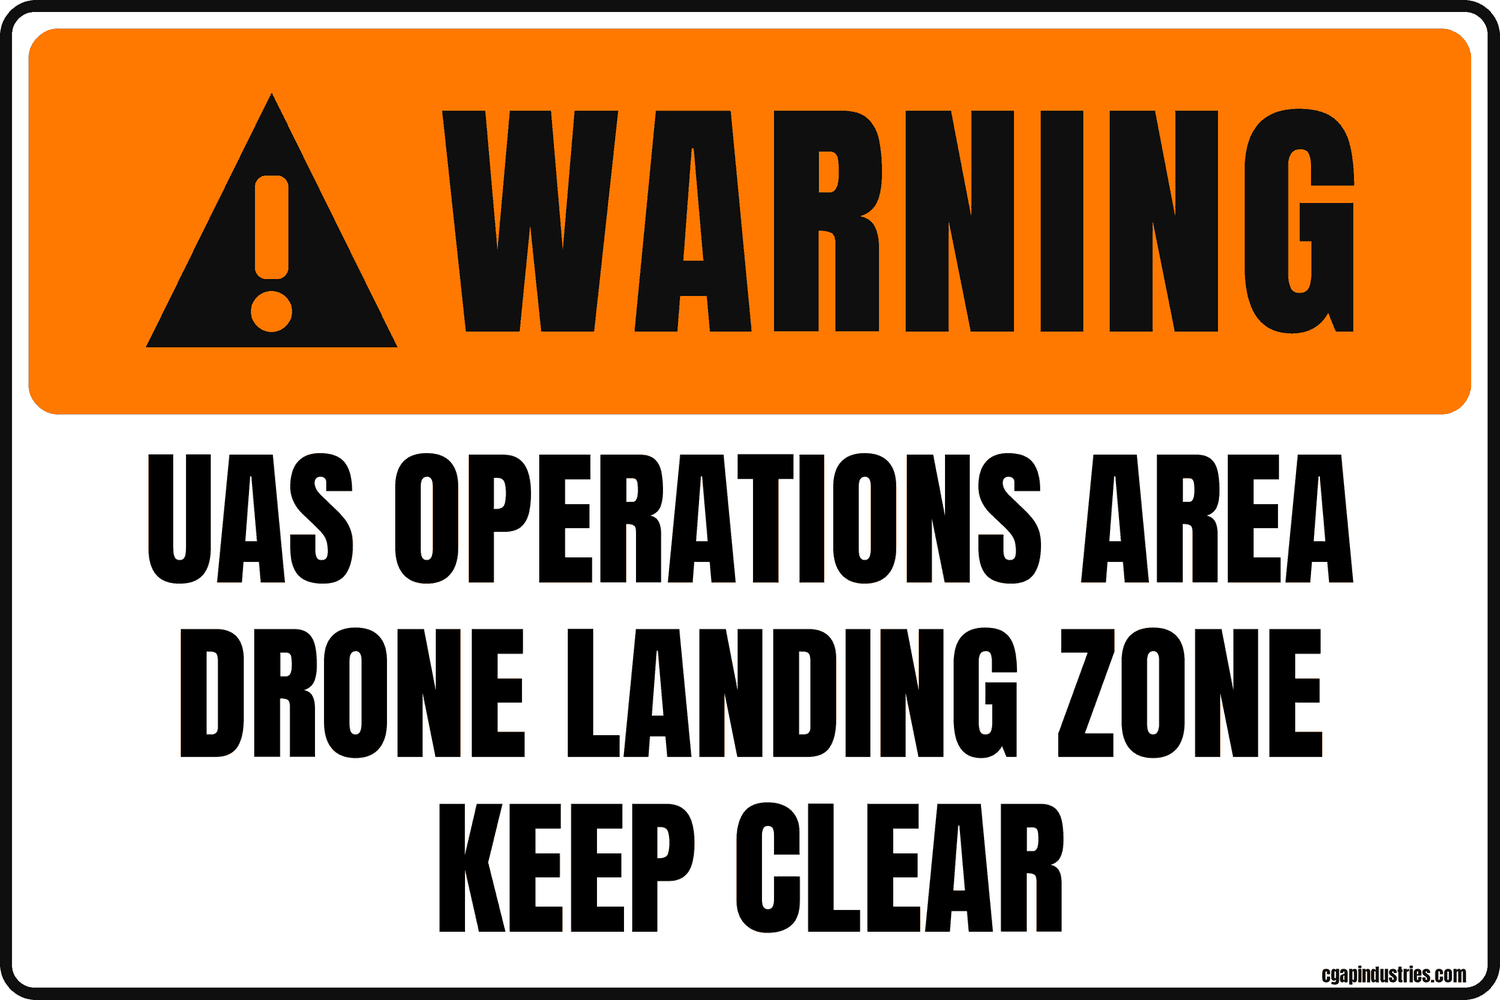 WARNING
UAS OPERATIONS AREA
DRONE LANDING ZONE
KEEP CLEAR
cgapindustries.com